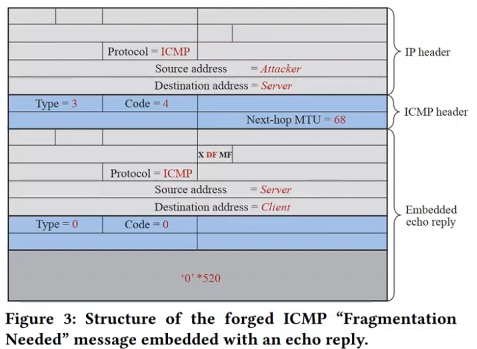 Protocol = ICMP
Source address = Attacker
Destination address = Server
IP header
Type = 3 Code = 4
Next-hop MTU = 68
ICMP header
X DF MF
Protocol = ICMP
Source address = Server
Destination address = Client
Type = 0 Code = 0
'0' *520
Embedded
echo reply
Figure 3: Structure of the forged ICMP “Fragmentation
Needed” message embedded with an echo reply.